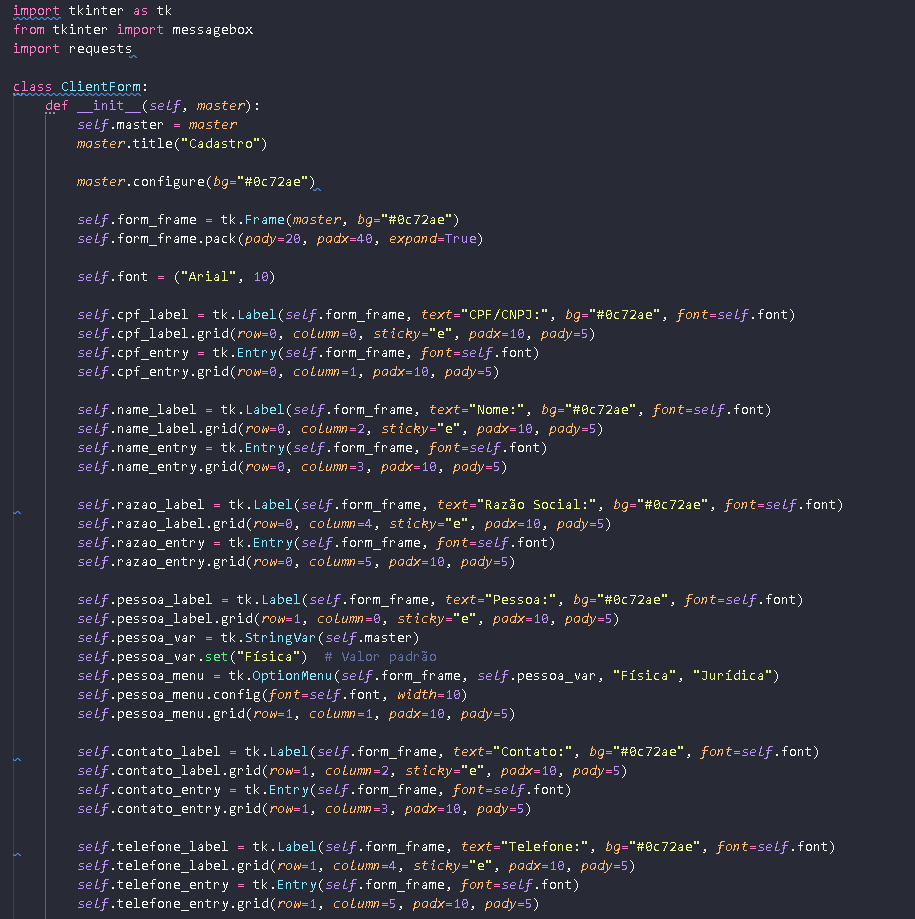 import tkinter as tk
from tkinter import messagebox
import requests
class ClientForm:
def __init__(self, master):
self.master = master
master.title("Cadastro")
master.configure(bg="#0c72ae")
self.form_frame = tk.Frame(master, bg="#0c72ae")
self.form_frame.pack(pady=20, padx=40, expand=True)
self.font = ("Arial", 10)
self.cpf_label = tk.Label(self.form_frame, text="CPF/CNPJ:", bg="#0c72ae", font=self.font)
self.cpf_label.grid(row=0, column=0, sticky="e", padx=10, pady=5)
self.cpf_entry = tk.Entry(self.form_frame, font=self.font)
self.cpf_entry.grid(row=0, column=1, padx=10, pady=5)
self.name_label = tk.Label(self.form_frame, text="Nome:", bg="#0c72ae", font=self.font)
self.name_label.grid(row=0, column=2, sticky="e", padx=10, pady=5)
self.name_entry = tk.Entry(self.form_frame, font=self.font)
self.name_entry.grid(row=0, column=3, padx=10, pady=5)
self.razao_label = tk.Label(self.form_frame, text="Razão Social:", bg="#0c72ae", font=self.font)
self.razao_label.grid(row=0, column=4, sticky="e", padx=10, pady=5)
self.razao_entry = tk.Entry(self.form_frame, font=self.font)
self.razao_entry.grid(row=0, column=5, padx=10, pady=5)
self.pessoa_label = tk.Label(self.form_frame, text="Pessoa:", bg="#0c72ae", font=self.font)
self.pessoa_label.grid(row=1, column=0, sticky="e", padx=10, pady=5)
self.pessoa_var = tk.StringVar(self.master)
self.pessoa_var.set("Física")  # Valor padrão
self.pessoa_menu = tk.OptionMenu(self.form_frame, self.pessoa_var, "Física", "Jurídica")
self.pessoa_menu.config(font=self.font, width=10)
self.pessoa_menu.grid(row=1, column=1, padx=10, pady=5)
self.contato_label = tk.Label(self.form_frame, text="Contato:", bg="#0c72ae", font=self.font)
self.contato_label.grid(row=1, column=2, sticky="e", padx=10, pady=5)
self.contato_entry = tk.Entry(self.form_frame, font=self.font)
self.contato_entry.grid(row=1, column=3, padx=10, pady=5)
self.telefone_label = tk.Label(self.form_frame, text="Telefone:", bg="#0c72ae", font=self.font)
self.telefone_label.grid(row=1, column=4, sticky="e", padx=10, pady=5)
self.telefone_entry = tk.Entry(self.form_frame, font=self.font)
self.telefone_entry.grid(row=1, column=5, padx=10, pady=5)